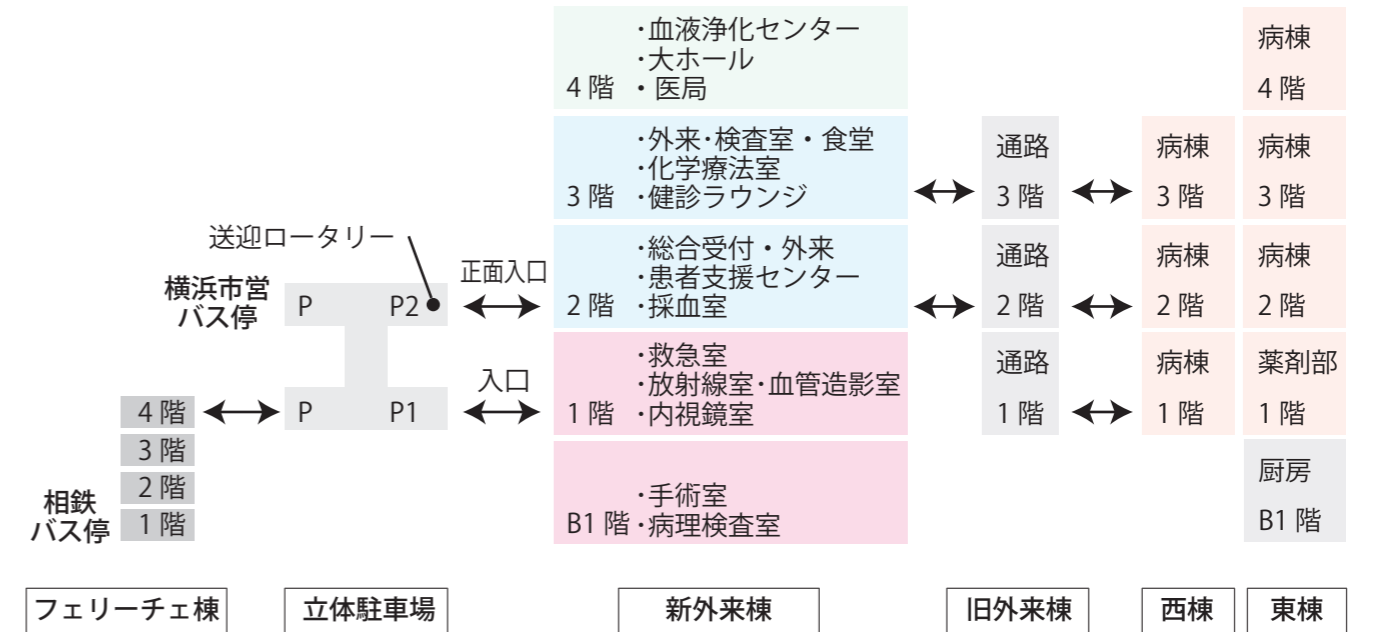 ・血液浄化センター
・大ホール
4 階 ・ 医局
病棟
4 階
・外来・検査室・食堂
・化学療法室
3 階 ・健診ラウンジ
通路
3 階
病棟
3 階
病棟
3 階
送迎ロータリー
横浜市営
バス停
P P2
正面入口
・総合受付・外来
・患者支援センター
2 階 ・採血室
通路
2 階
病棟
2 階
病棟
2 階
P P1
入口
・救急室
・放射線室・血管造影室
1 階 ・内視鏡室
通路
1 階
病棟
1 階
薬剤部
1 階
4 階
3 階
2 階
1 階
相鉄
バス停
・手術室
B1 階 ・病理検査室
厨房
B1 階
フェリーチェ棟
立体駐車場
新外来棟
旧外来棟
西棟
東棟